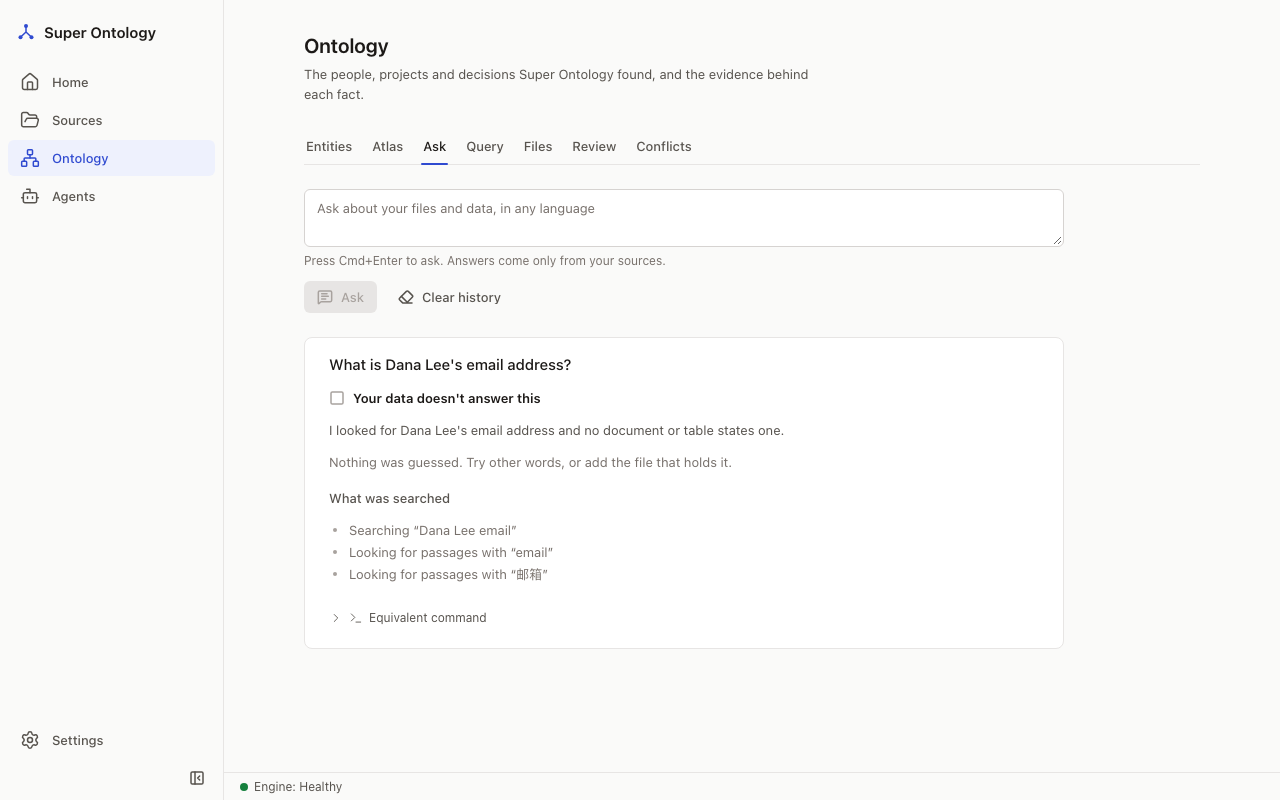 Super Ontology
Home
Sources
Ontology
Agents
Settings
Ontology
The people, projects and decisions Super Ontology found, and the evidence behind
each fact.
Entities Atlas Ask Query Files Review Conflicts
Ask about your files and data, in any language
Press Cmd+Enter to ask. Answers come only from your sources.
Ask Clear history
What is Dana Lee's email address?
Your data doesn't answer this
I looked for Dana Lee's email address and no document or table states one.
Nothing was guessed. Try other words, or add the file that holds it.
What was searched
• Searching “Dana Lee email”
• Looking for passages with “email”
• Looking for passages with “邮箱”
Equivalent command
Engine: Healthy